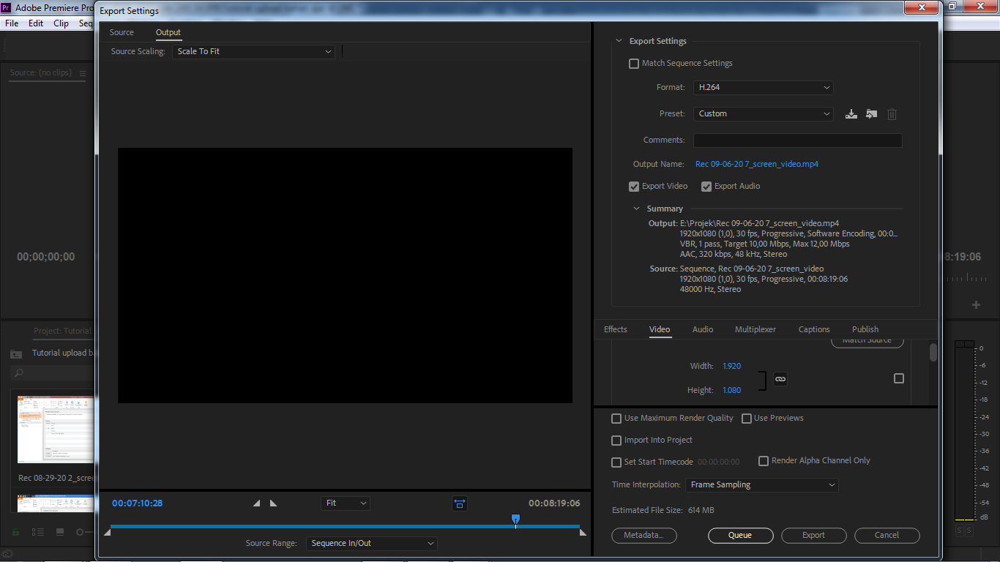 Adobe Premiere Pro
Export Settings
File Edit Clip Seq
Source: (no clips)
00;00;00;00
Project: Tutorial
Tutorial upload b
Rec 08-29-20 2_scree
Source Output
Source Scaling: Scale To Fit
00:07:10:28
Fit
00:08:19:06
Source Range: Sequence In/Out
Export Settings
Match Sequence Settings
Format: H.264
Preset: Custom
Comments:
Output Name: Rec 09-06-20 7_screen_video.mp4
Export Video Export Audio
Summary
Output: E:\Projek\Rec 09-06-20 7_screen_video.mp4
1920x1080 (1,0), 30 fps, Progressive, Software Encoding, 00:0...
VBR, 1 pass, Target 10,00 Mbps, Max 12,00 Mbps
AAC, 320 kbps, 48 kHz, Stereo
Source: Sequence, Rec 09-06-20 7_screen_video
1920x1080 (1,0), 30 fps, Progressive, 00:08:19:06
48000 Hz, Stereo
Effects Video Audio Multiplexer Captions Publish
Match Source
Width: 1.920
Height: 1.080
Use Maximum Render Quality Use Previews
Import Into Project
Set Start Timecode 00:00:00:00 Render Alpha Channel Only
Time Interpolation: Frame Sampling
Estimated File Size: 614 MB
Metadata... Queue Export Cancel
8:19:06
0
-6
-12
-18
-24
-30
-36
-42
-48
-54
dB
S S